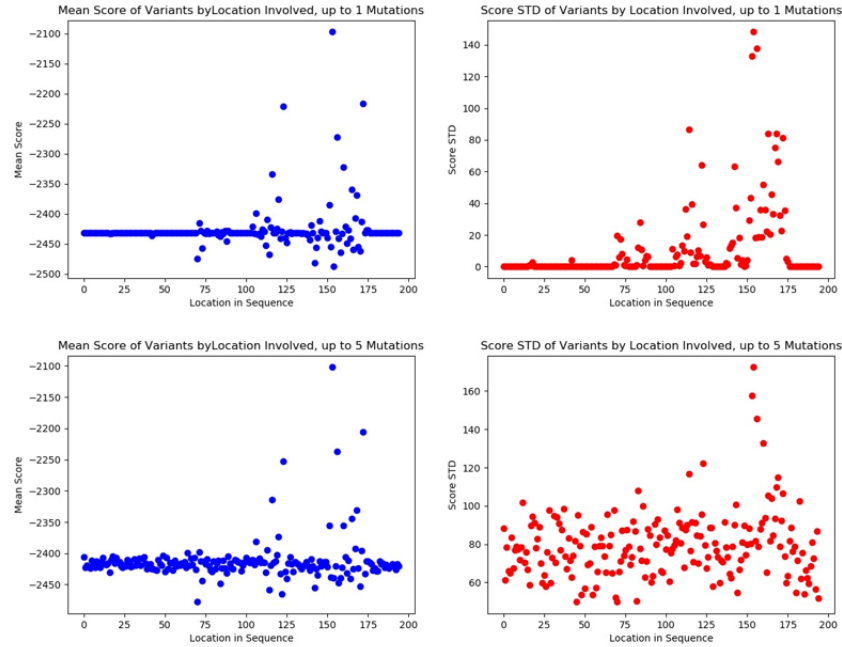 Mean Score of Variants byLocation Involved, up to 1 Mutations
Mean Score
−2100
−2150
−2200
−2250
−2300
−2350
−2400
−2450
−2500
0 25 50 75 100 125 150 175 200
Location in Sequence
Score STD of Variants by Location Involved, up to 1 Mutations
Score STD
140
120
100
80
60
40
20
0
0 25 50 75 100 125 150 175 200
Location in Sequence
Mean Score of Variants byLocation Involved, up to 5 Mutations
Mean Score
−2100
−2150
−2200
−2250
−2300
−2350
−2400
−2450
0 25 50 75 100 125 150 175 200
Location in Sequence
Score STD of Variants by Location Involved, up to 5 Mutations
Score STD
160
140
120
100
80
60
0 25 50 75 100 125 150 175 200
Location in Sequence